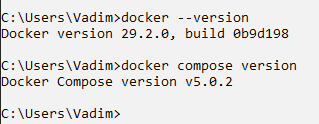 C:\Users\Vadim>docker --version
Docker version 29.2.0, build 0b9d198
C:\Users\Vadim>docker compose version
Docker Compose version v5.0.2
C:\Users\Vadim>